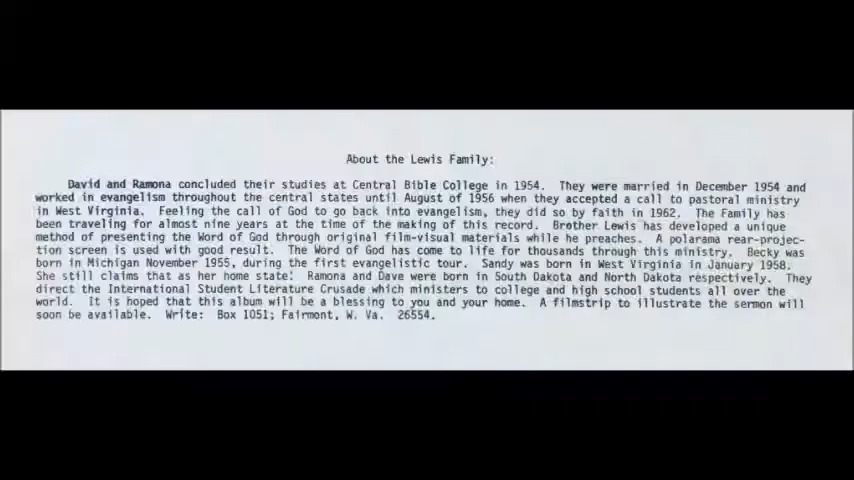 About the Lewis Family:
David and Ramona concluded their studies at Central Bible College in 1954. They were married in December 1954 and
worked in evangelism throughout the central states until August of 1956 when they accepted a call to pastoral ministry
in West Virginia. Feeling the call of God to go back into evangelism, they did so by faith in 1962. The Family has
been traveling for almost nine years at the time of the making of this record. Brother Lewis has developed a unique
method of presenting the Word of God through original film-visual materials while he preaches. A polarama rear-projec-
tion screen is used with good result. The Word of God has come to life for thousands through this ministry. Becky was
born in Michigan November 1955, during the first evangelistic tour. Sandy was born in West Virginia in January 1958.
She still claims that as her home state! Ramona and Dave were born in South Dakota and North Dakota respectively. They
direct the International Student Literature Crusade which ministers to college and high school students all over the
world. It is hoped that this album will be a blessing to you and your home. A filmstrip to illustrate the sermon will
soon be available. Write: Box 1051; Fairmont, W. Va. 26554.